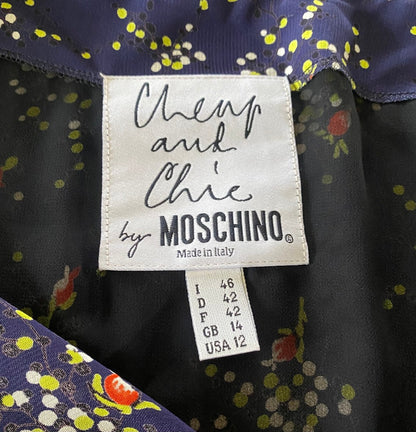 Cheap
and
Chic
by MOSCHINO®
Made in Italy
I 46
D 42
F 42
GB 14
USA 12